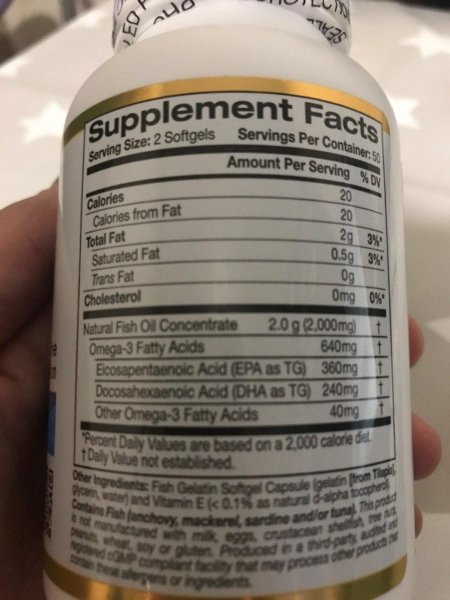 Supplement Facts
Serving Size: 2 Softgels Servings Per Container: 50
Amount Per Serving % DV
Calories 20
Calories from Fat 20
Total Fat 2g 3%*
Saturated Fat 0.5g 3%*
Trans Fat 0g
Cholesterol 0mg 0%*
Natural Fish Oil Concentrate 2.0 g (2,000mg) †
Omega-3 Fatty Acids 640mg †
Eicosapentaenoic Acid (EPA as TG) 360mg †
Docosahexaenoic Acid (DHA as TG) 240mg †
Other Omega-3 Fatty Acids 40mg †
*Percent Daily Values are based on a 2,000 calorie diet.
† Daily Value not established.
Other Ingredients: Fish Gelatin Softgel Capsule (gelatin [from Tilapia],
glycerin, water) and Vitamin E (< 0.1% as natural d-alpha tocopherol).
Contains Fish (anchovy, mackerel, sardine and/or tuna). This product
is not manufactured with milk, eggs, crustacean shellfish, tree nuts,
peanuts, wheat, soy or gluten. Produced in a third-party, audited and
registered cGMP compliant facility that may process other products that
contain these allergens or ingredients.